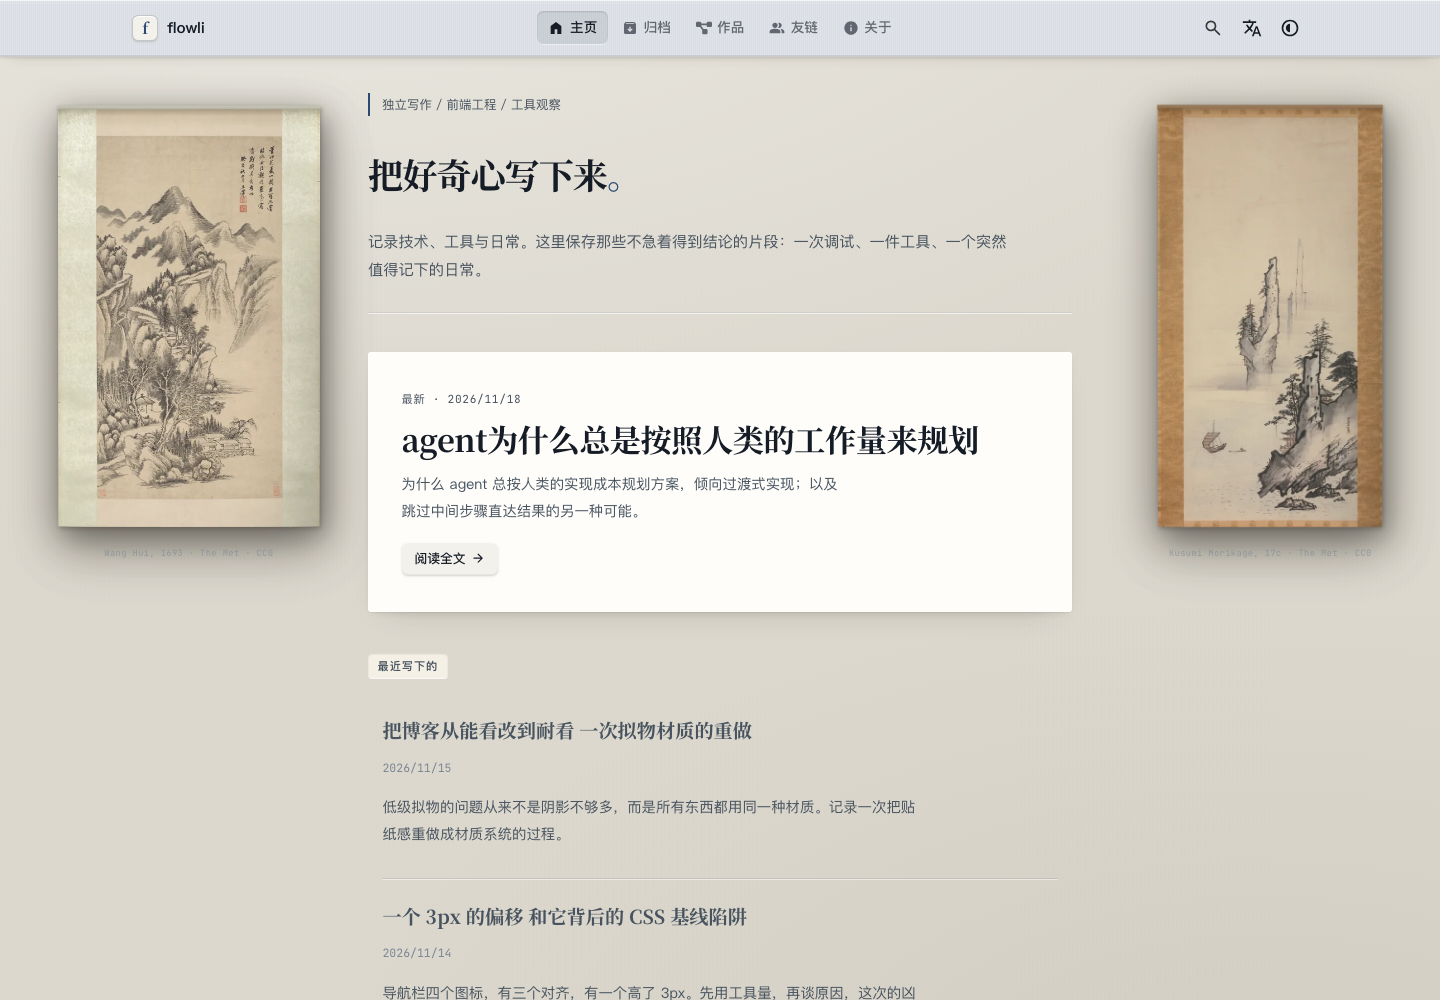 flowli
主页
归档
作品
友链
关于
独立写作 / 前端工程 / 工具观察
把好奇心写下来。
记录技术、工具与日常。这里保存那些不急着得到结论的片段：一次调试、一件工具、一个突然
值得记下的日常。
最新 · 2026/11/18
agent为什么总是按照人类的工作量来规划
为什么 agent 总按人类的实现成本规划方案，倾向过渡式实现；以及
跳过中间步骤直达结果的另一种可能。
阅读全文 →
Wang Hui, 1693 · The Met · CC0
Kusumi Morikage, 17c · The Met · CC0
最近写下的
把博客从能看改到耐看 一次拟物材质的重做
2026/11/15
低级拟物的问题从来不是阴影不够多，而是所有东西都用同一种材质。记录一次把贴
纸感重做成材质系统的过程。
一个 3px 的偏移 和它背后的 CSS 基线陷阱
2026/11/14
导航栏四个图标，有三个对齐，有一个高了 3px。先用工具量，再谈原因，这次的凶